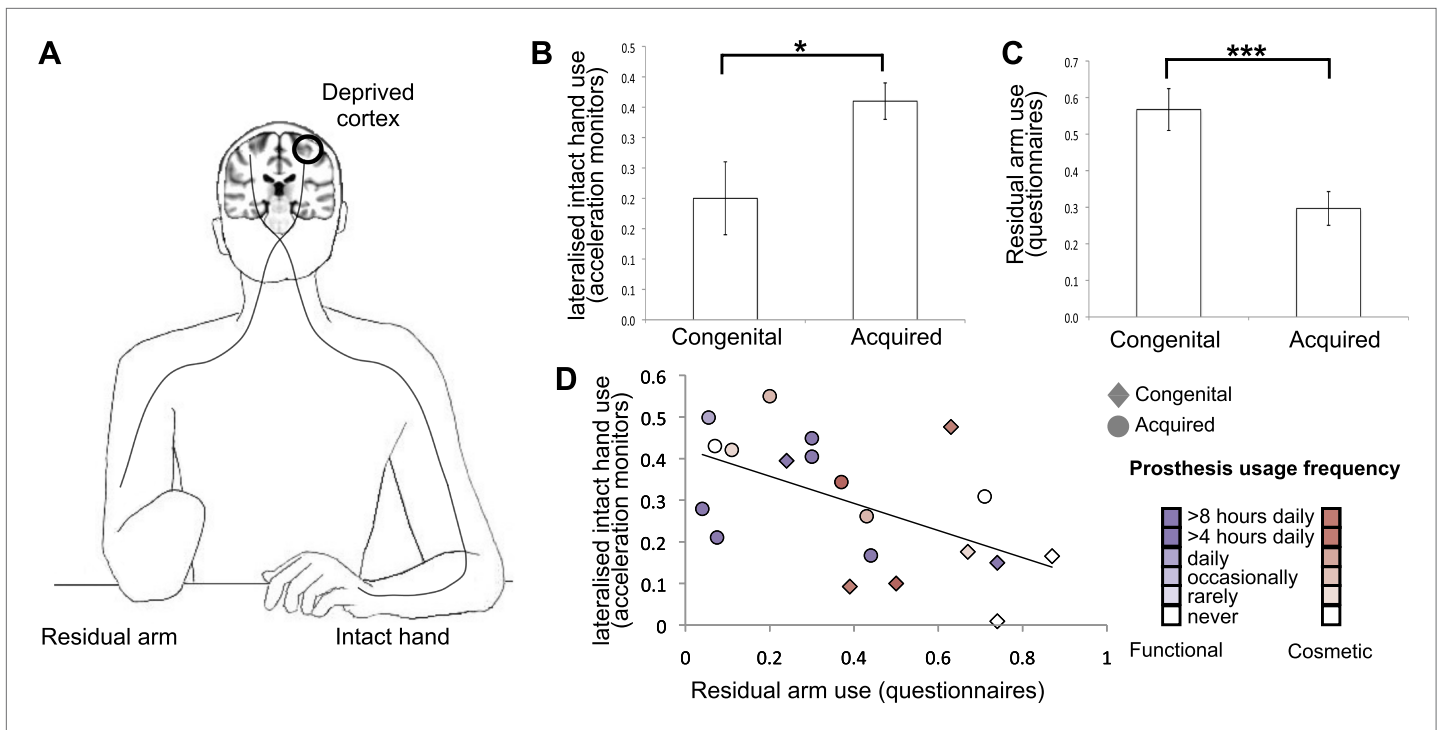 A
Deprived
cortex
Residual arm
Intact hand
B
lateralised intact hand use
(acceleration monitors)
0.5
0.4
0.4
0.3
0.3
0.2
0.2
0.1
0.1
0.0
*
Congenital
Acquired
C
Residual arm use
(questionnaires)
0.7
0.6
0.5
0.4
0.3
0.2
0.1
0.0
***
Congenital
Acquired
D
lateralised intact hand use
(acceleration monitors)
0.6
0.5
0.4
0.3
0.2
0.1
0
0 0.2 0.4 0.6 0.8 1
Residual arm use (questionnaires)
Congenital
Acquired
Prosthesis usage frequency
>8 hours daily
>4 hours daily
daily
occasionally
rarely
never
Functional
Cosmetic